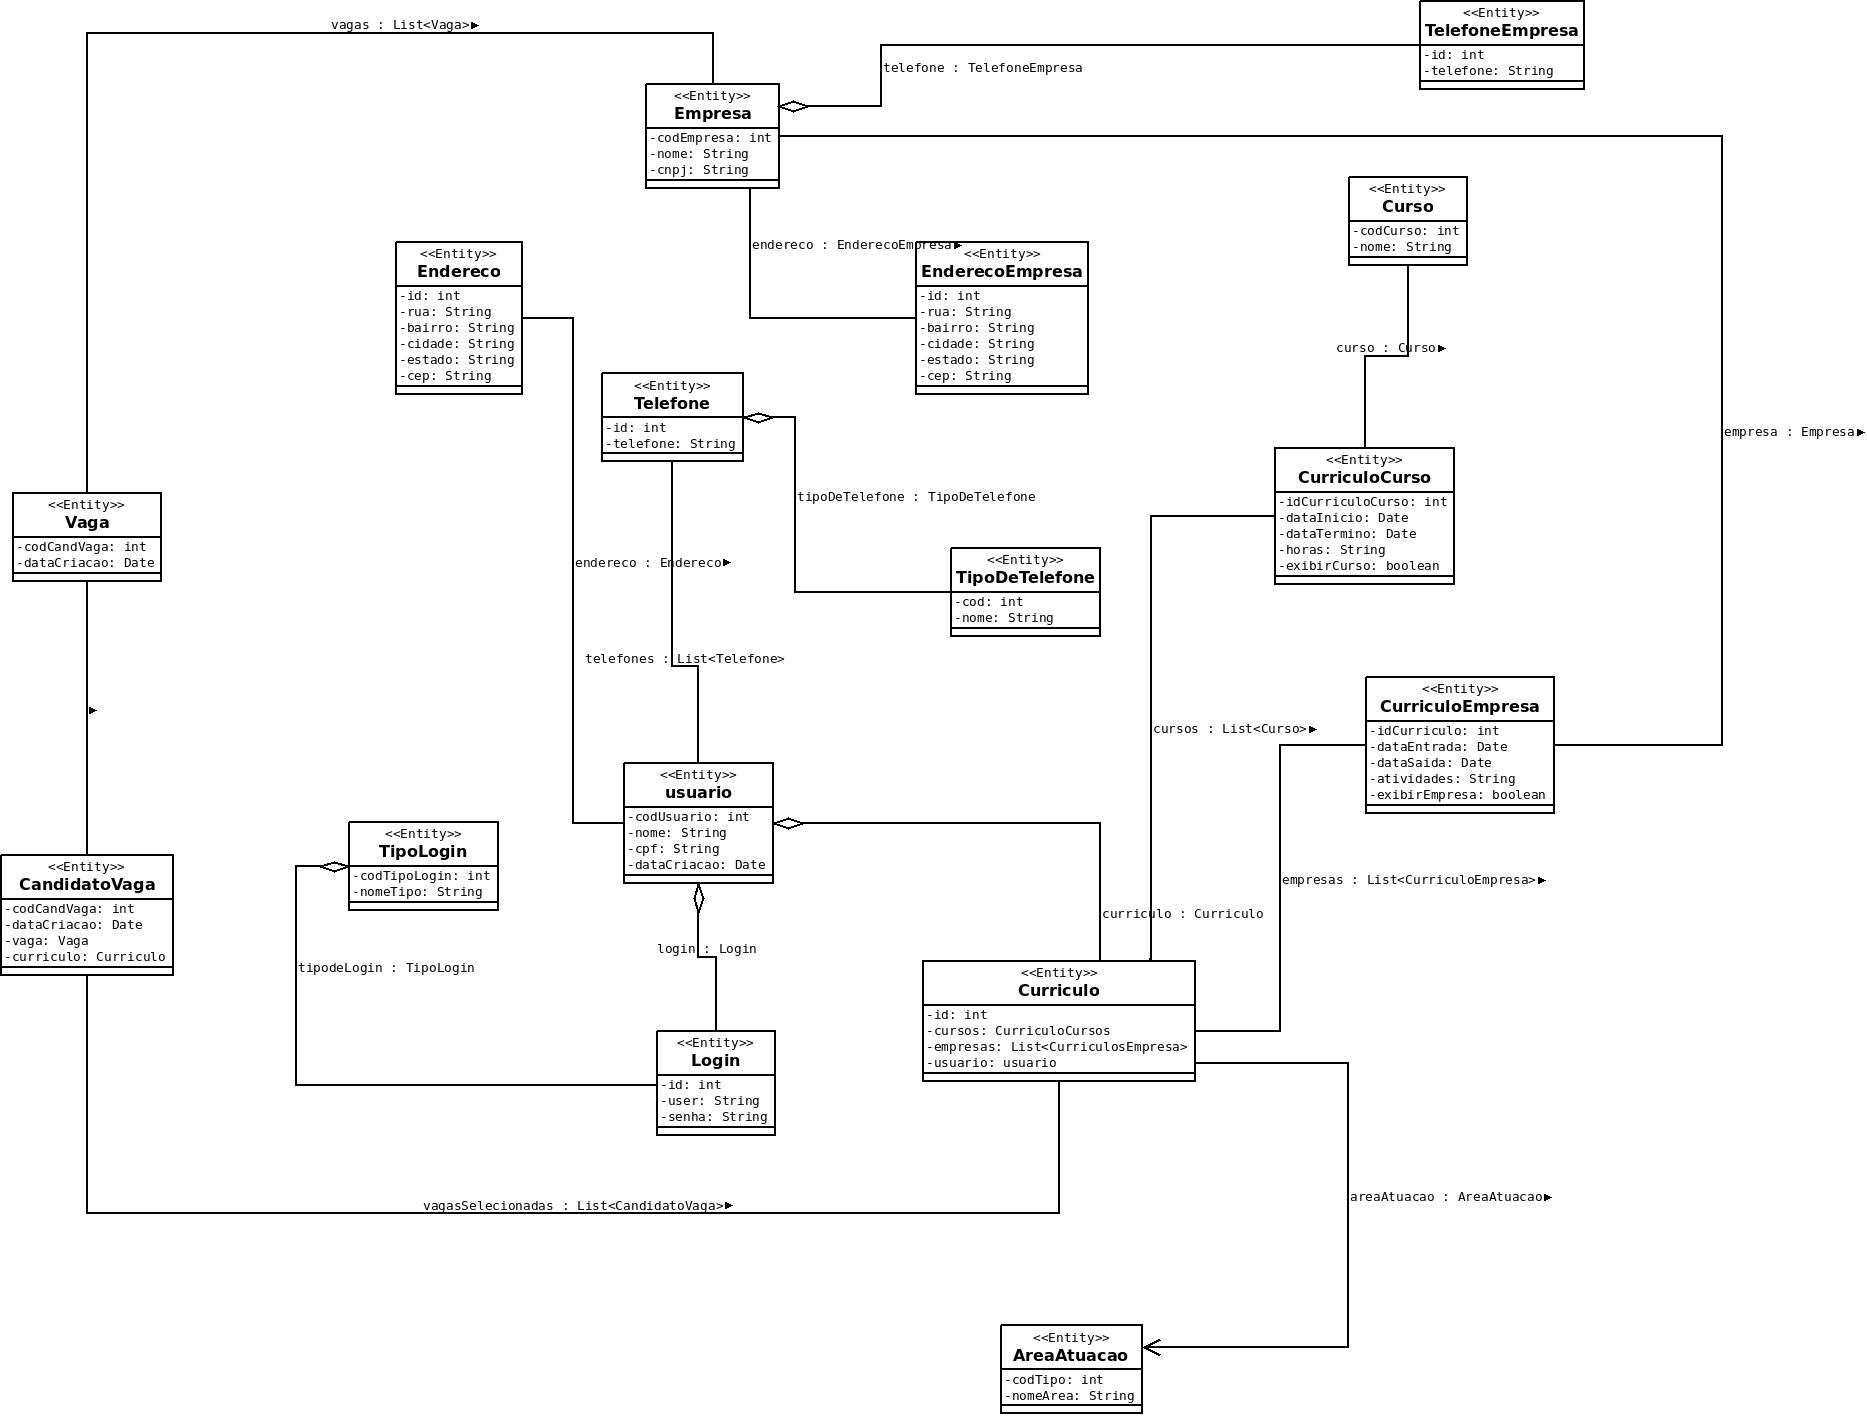 vagas : List<Vaga>
<<Entity>>
TelefoneEmpresa
-id: int
-telefone: String
telefone : TelefoneEmpresa
<<Entity>>
Empresa
-codEmpresa: int
-nome: String
-cnpj: String
<<Entity>>
Curso
-codCurso: int
-nome: String
endereco : EnderecoEmpresa
<<Entity>>
Endereco
-id: int
-rua: String
-bairro: String
-cidade: String
-estado: String
-cep: String
<<Entity>>
EnderecoEmpresa
-id: int
-rua: String
-bairro: String
-cidade: String
-estado: String
-cep: String
curso : Curso
<<Entity>>
Telefone
-id: int
-telefone: String
empresa : Empresa
<<Entity>>
CurriculoCurso
-idCurriculoCurso: int
-dataInicio: Date
-dataTermino: Date
-horas: String
-exibirCurso: boolean
tipoDeTelefone : TipoDeTelefone
<<Entity>>
Vaga
-codCandVaga: int
-dataCriacao: Date
endereco : Endereco
<<Entity>>
TipoDeTelefone
-cod: int
-nome: String
telefones : List<Telefone>
<<Entity>>
CurriculoEmpresa
-idCurriculo: int
-dataEntrada: Date
-dataSaida: Date
-atividades: String
-exibirEmpresa: boolean
cursos : List<Curso>
<<Entity>>
usuario
-codUsuario: int
-nome: String
-cpf: String
-dataCriacao: Date
<<Entity>>
TipoLogin
-codTipoLogin: int
-nomeTipo: String
<<Entity>>
CandidatoVaga
-codCandVaga: int
-dataCriacao: Date
-vaga: Vaga
-curriculo: Curriculo
empresas : List<CurriculoEmpresa>
curriculo : Curriculo
login : Login
tipodeLogin : TipoLogin
<<Entity>>
Curriculo
-id: int
-cursos: CurriculoCursos
-empresas: List<CurriculosEmpresa>
-usuario: usuario
<<Entity>>
Login
-id: int
-user: String
-senha: String
vagasSelecionadas : List<CandidatoVaga>
areaAtuacao : AreaAtuacao
<<Entity>>
AreaAtuacao
-codTipo: int
-nomeArea: String